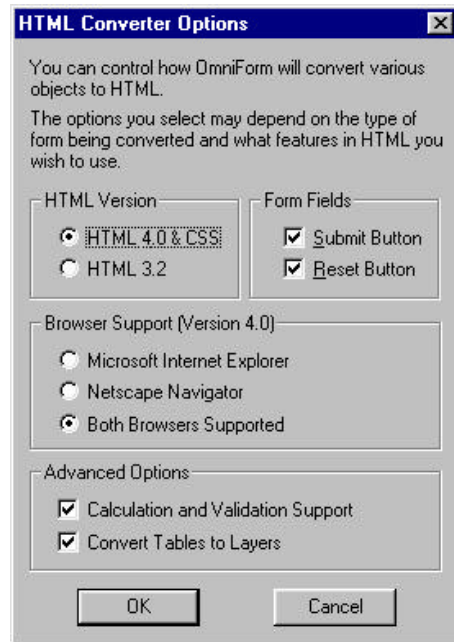 HTML Converter Options
You can control how OmniForm will convert various
objects to HTML.
The options you select may depend on the type of
form being converted and what features in HTML you
wish to use.
HTML Version
HTML 4.0 & CSS
HTML 3.2
Form Fields
Submit Button
Reset Button
Browser Support (Version 4.0)
Microsoft Internet Explorer
Netscape Navigator
Both Browsers Supported
Advanced Options
Calculation and Validation Support
Convert Tables to Layers
OK
Cancel